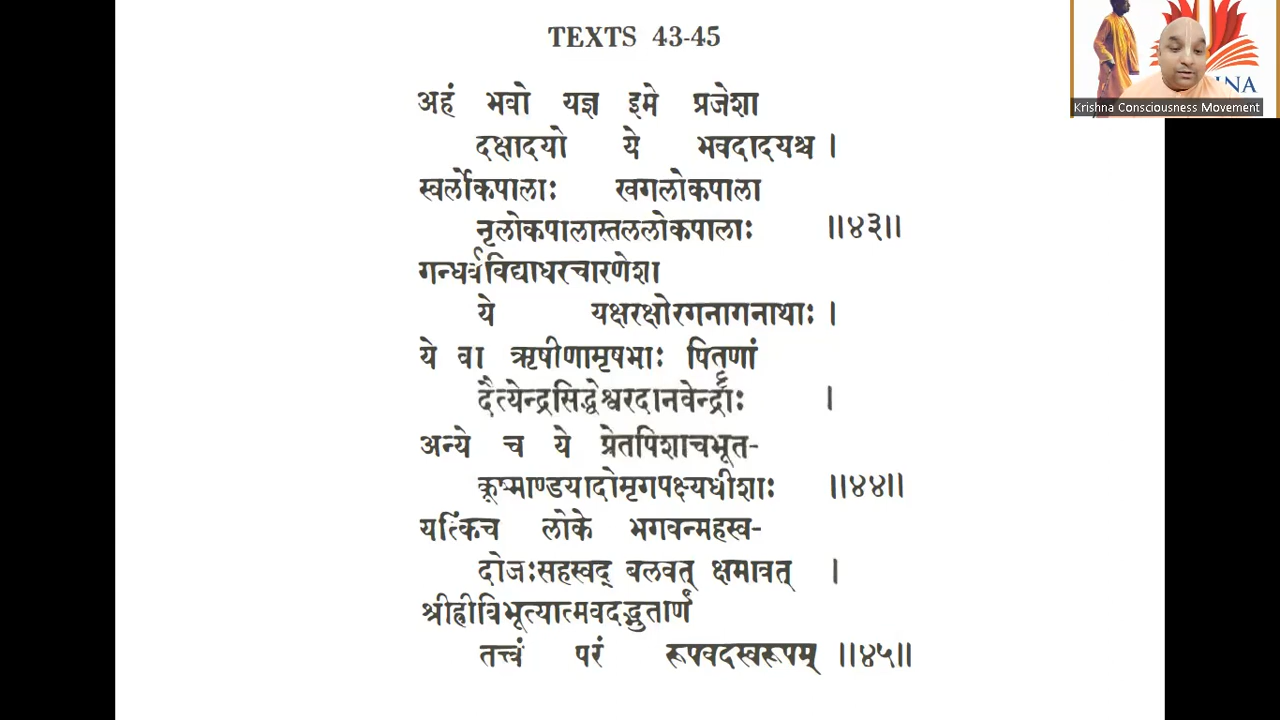 TEXTS 43-45
अहं भवो यज्ञ इमे प्रजेशा
दक्षादयो ये भवदादयश्च ।
स्वर्लोकपालाः खगलोकपाला
नृलोकपालास्तललोकपालाः ॥४३॥
गन्धर्वविद्याधरचारणेशा
ये यक्षरक्षोरगनागनाथाः ।
ये वा ऋषीणामृषभाः पितॄणां
दैत्येन्द्रसिद्धेश्वरदानवेन्द्राः ।
अन्ये च ये प्रेतपिशाचभूत-
कूष्माण्डयादोमृगपक्ष्यधीशाः ॥४४॥
यत्किंच लोके भगवन्महस्व-
दोजःसहस्वद् बलवत् क्षमावत् ।
श्रीह्रीविभूत्यात्मवदद्भुतार्णं
तत्त्वं परं रूपवदस्वरूपम् ॥४५॥
NA
Krishna Consciousness Movement